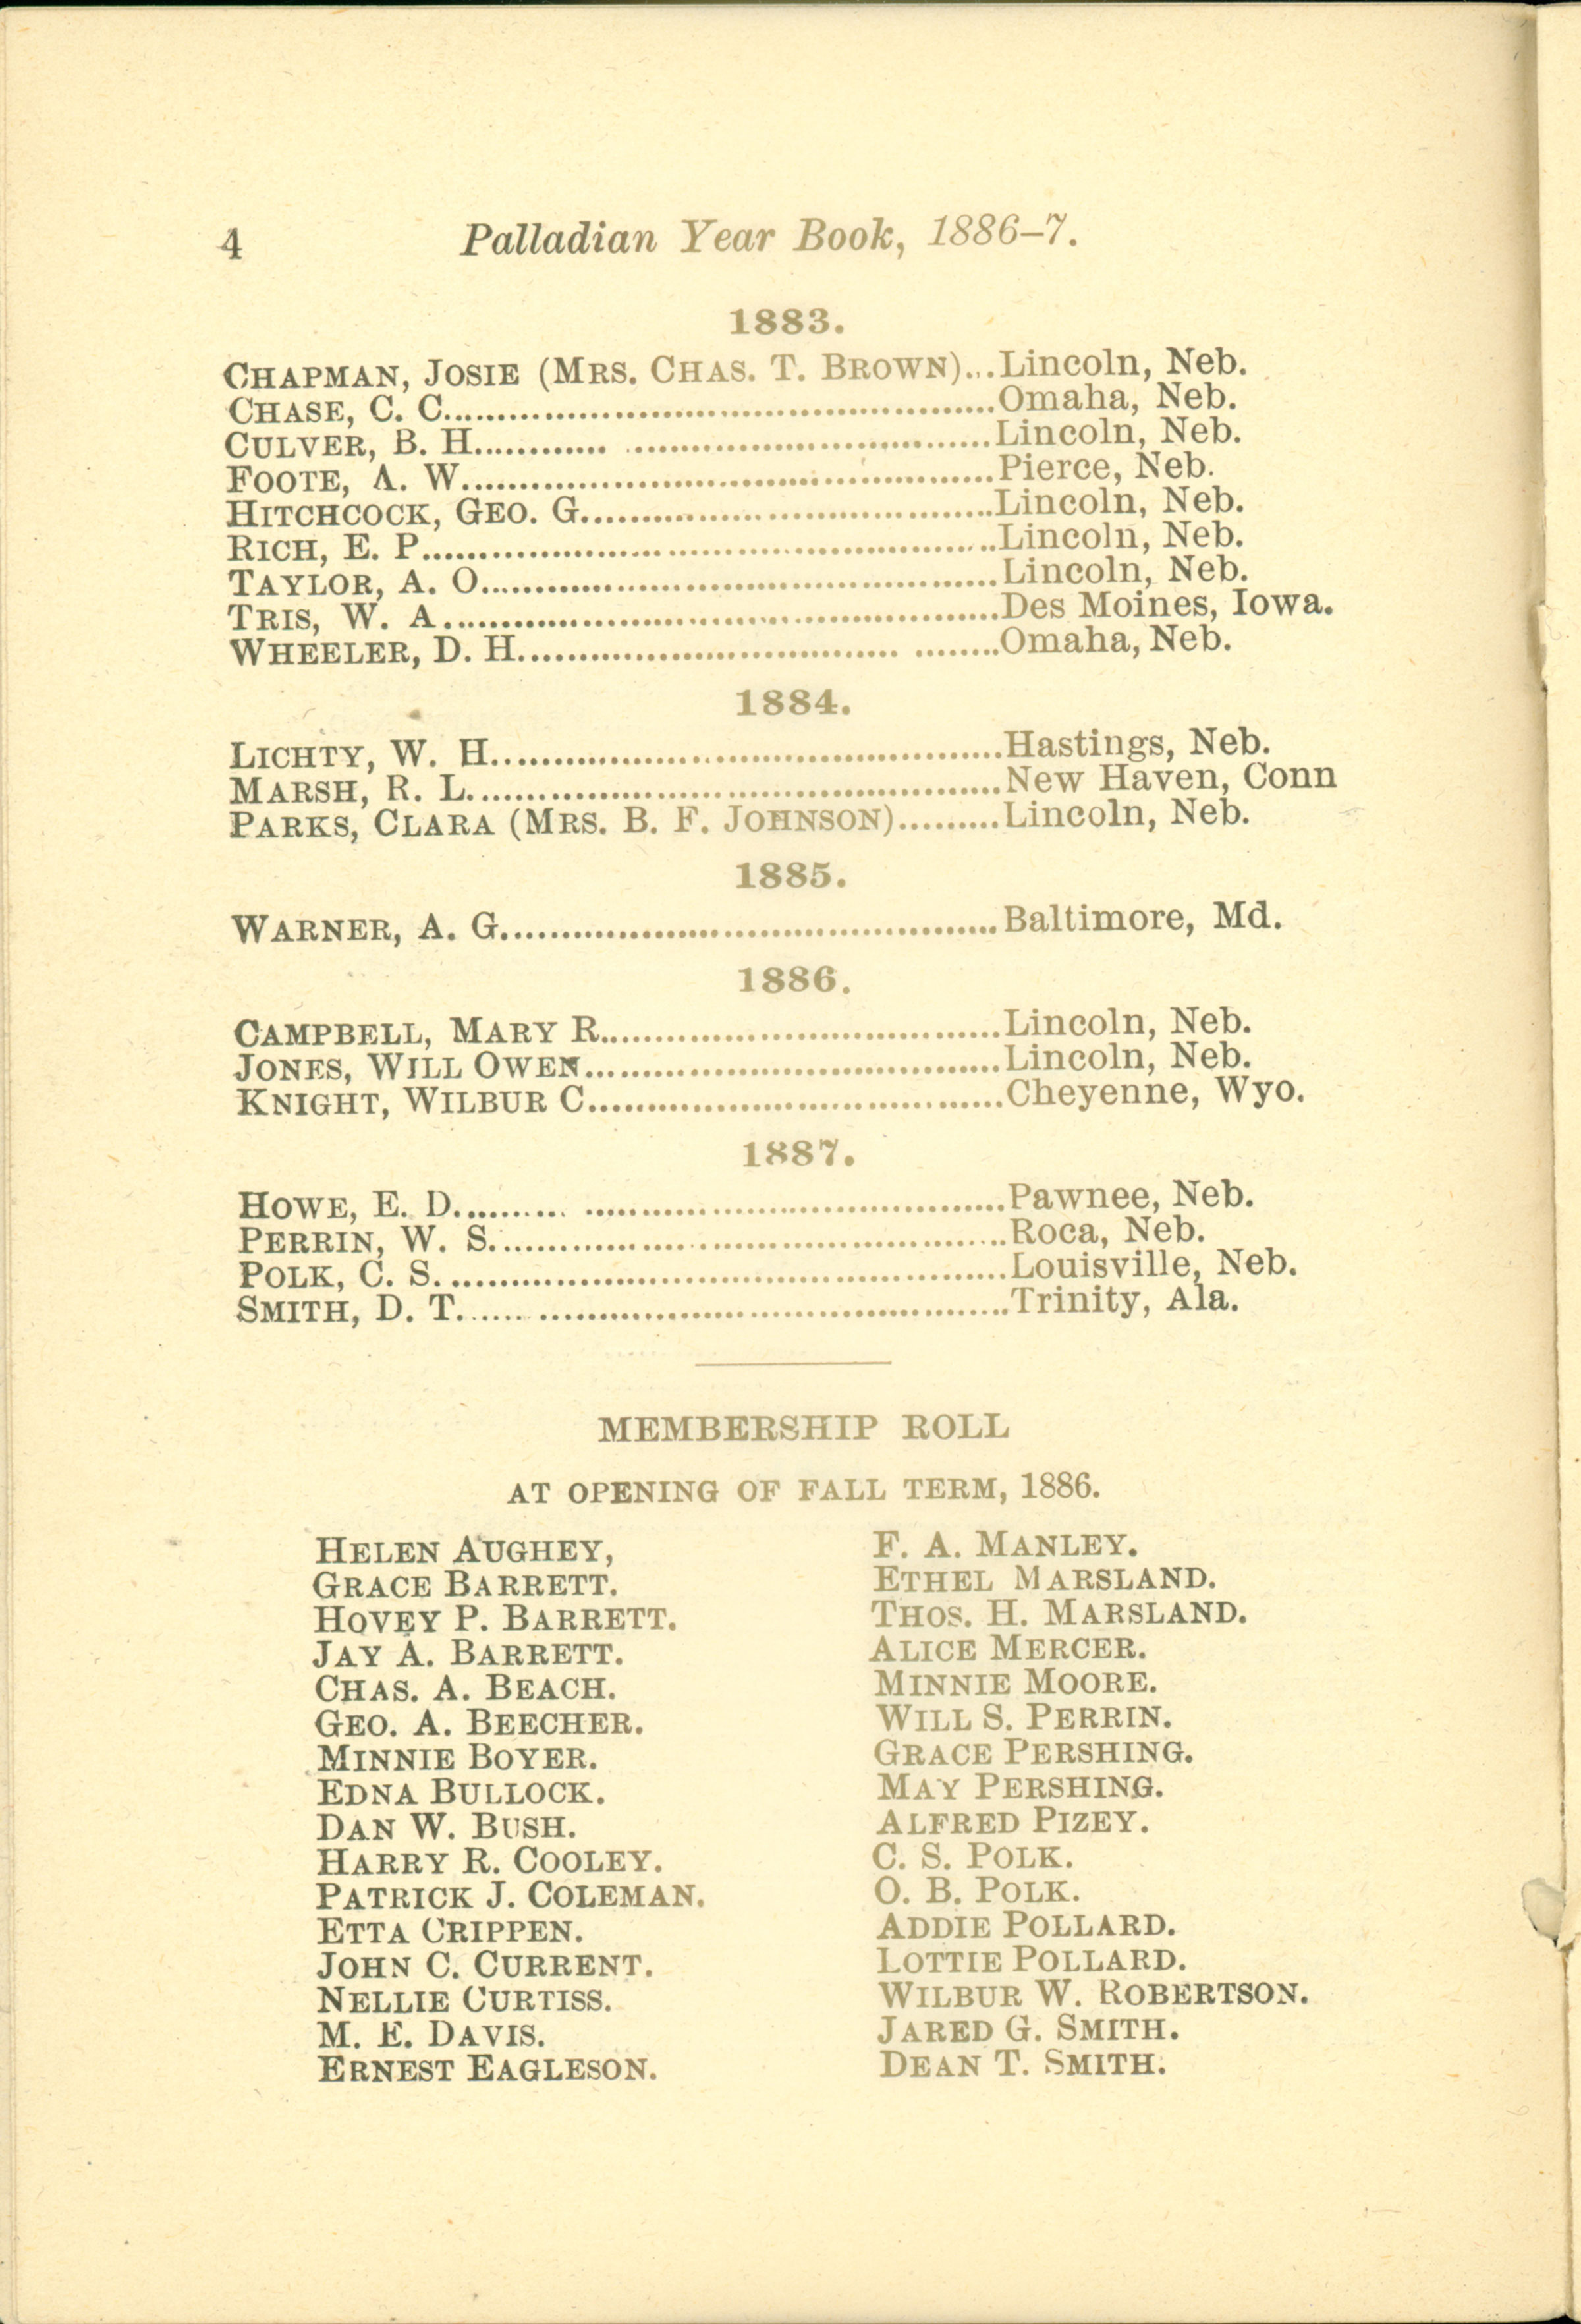 4 Palladian Year Book, 1886–7.
1883.
CHAPMAN, JOSIE (MRS. CHAS. T. BROWN)...Lincoln, Neb.
CHASE, C. C......Omaha, Neb.
CULVER, B. H......Lincoln, Neb.
FOOTE, A. W......Pierce, Neb.
HITCHCOCK, GEO. G......Lincoln, Neb.
RICH, E. P......Lincoln, Neb.
TAYLOR, A. O......Lincoln, Neb.
TRIS, W. A......Des Moines, Iowa.
WHEELER, D. H......Omaha, Neb.
1884.
LICHTY, W. H......Hastings, Neb.
MARSH, R. L......New Haven, Conn
PARKS, CLARA (MRS. B. F. JOHNSON)..........Lincoln, Neb.
1885.
WARNER, A. G......Baltimore, Md.
1886.
CAMPBELL, MARY R......Lincoln, Neb.
JONES, WILL OWEN......Lincoln, Neb.
KNIGHT, WILBUR C......Cheyenne, Wyo.
1887.
HOWE, E. D......Pawnee, Neb.
PERRIN, W. S......Roca, Neb.
POLK, C. S......Louisville, Neb.
SMITH, D. T......Trinity, Ala.
MEMBERSHIP ROLL
AT OPENING OF FALL TERM, 1886.
HELEN AUGHEY,
GRACE BARRETT.
HOVEY P. BARRETT.
JAY A. BARRETT.
CHAS. A. BEACH.
GEO. A. BEECHER.
MINNIE BOYER.
EDNA BULLOCK.
DAN W. BUSH.
HARRY R. COOLEY.
PATRICK J. COLEMAN.
ETTA CRIPPEN.
JOHN C. CURRENT.
NELLIE CURTISS.
M. E. DAVIS.
ERNEST EAGLESON.
F. A. MANLEY.
ETHEL MARSLAND.
THOS. H. MARSLAND.
ALICE MERCER.
MINNIE MOORE.
WILL S. PERRIN.
GRACE PERSHING.
MAY PERSHING.
ALFRED PIZEY.
C. S. POLK.
O. B. POLK.
ADDIE POLLARD.
LOTTIE POLLARD.
WILBUR W. ROBERTSON.
JARED G. SMITH.
DEAN T. SMITH.